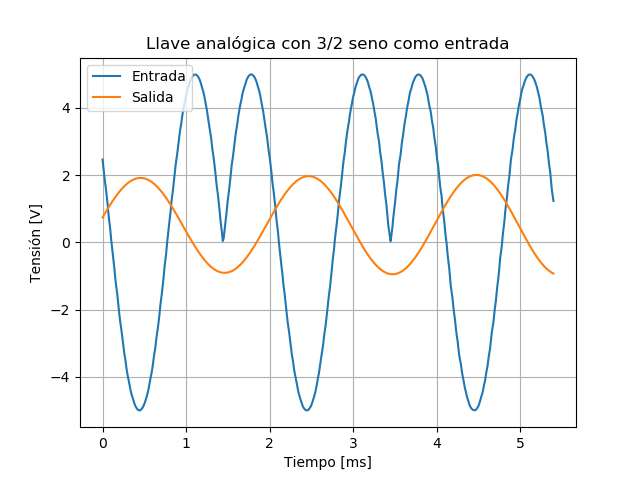 Llave analógica con 3/2 seno como entrada
Entrada
Salida
Tensión [V]
4
2
0
−2
−4
0 1 2 3 4 5
Tiempo [ms]